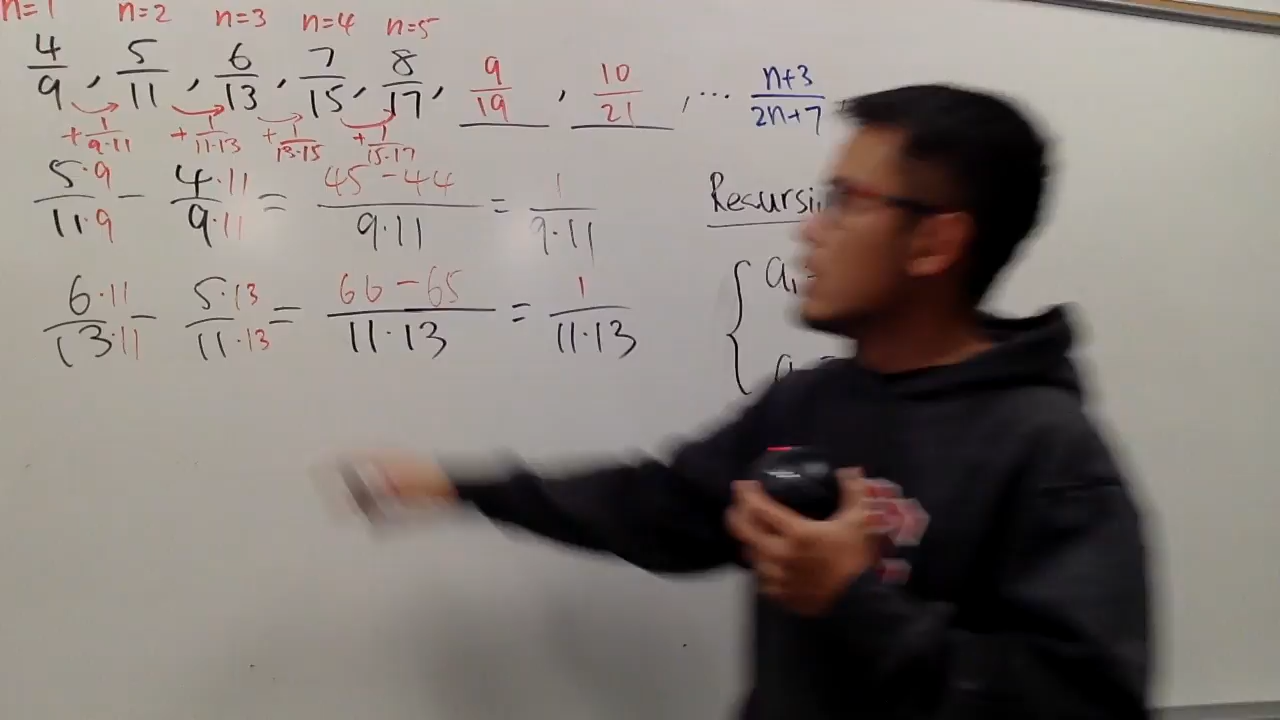 n=1 n=2 n=3 n=4 n=5
4/9 , 5/11 , 6/13 , 7/15 , 8/17 , 9/19 , 10/21 , ... n+3/2n+7
+ 1/9·11 + 1/11·13 + 1/13·15 + 1/15·17
5·9/11·9 - 4·11/9·11 = 45-44/9·11 = 1/9·11
Recursi
6·11/13·11 - 5·13/11·13 = 66-65/11·13 = 1/11·13
{ a₁
a